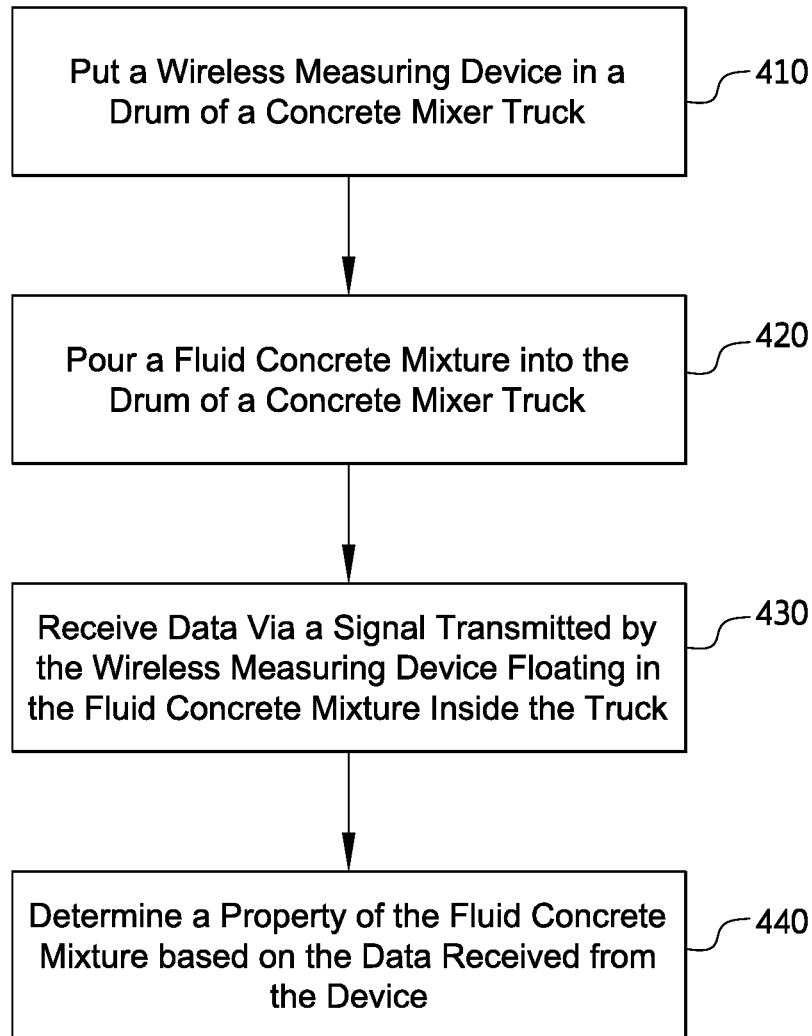 Put a Wireless Measuring Device in a
Drum of a Concrete Mixer Truck
410
Pour a Fluid Concrete Mixture into the
Drum of a Concrete Mixer Truck
420
Receive Data Via a Signal Transmitted by
the Wireless Measuring Device Floating in
the Fluid Concrete Mixture Inside the Truck
430
Determine a Property of the Fluid Concrete
Mixture based on the Data Received from
the Device
440